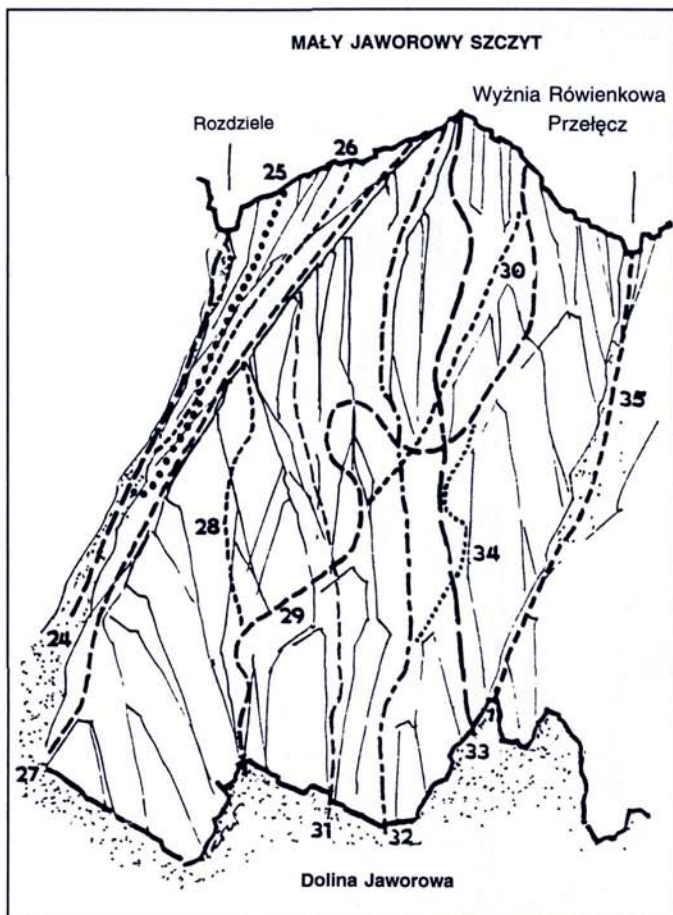 MAŁY JAWOROWY SZCZYT
Wyżnia Rówienkowa
Przełęcz
Rozdziele
26
25
30
35
28
34
29
24
33
27
31
32
Dolina Jaworowa